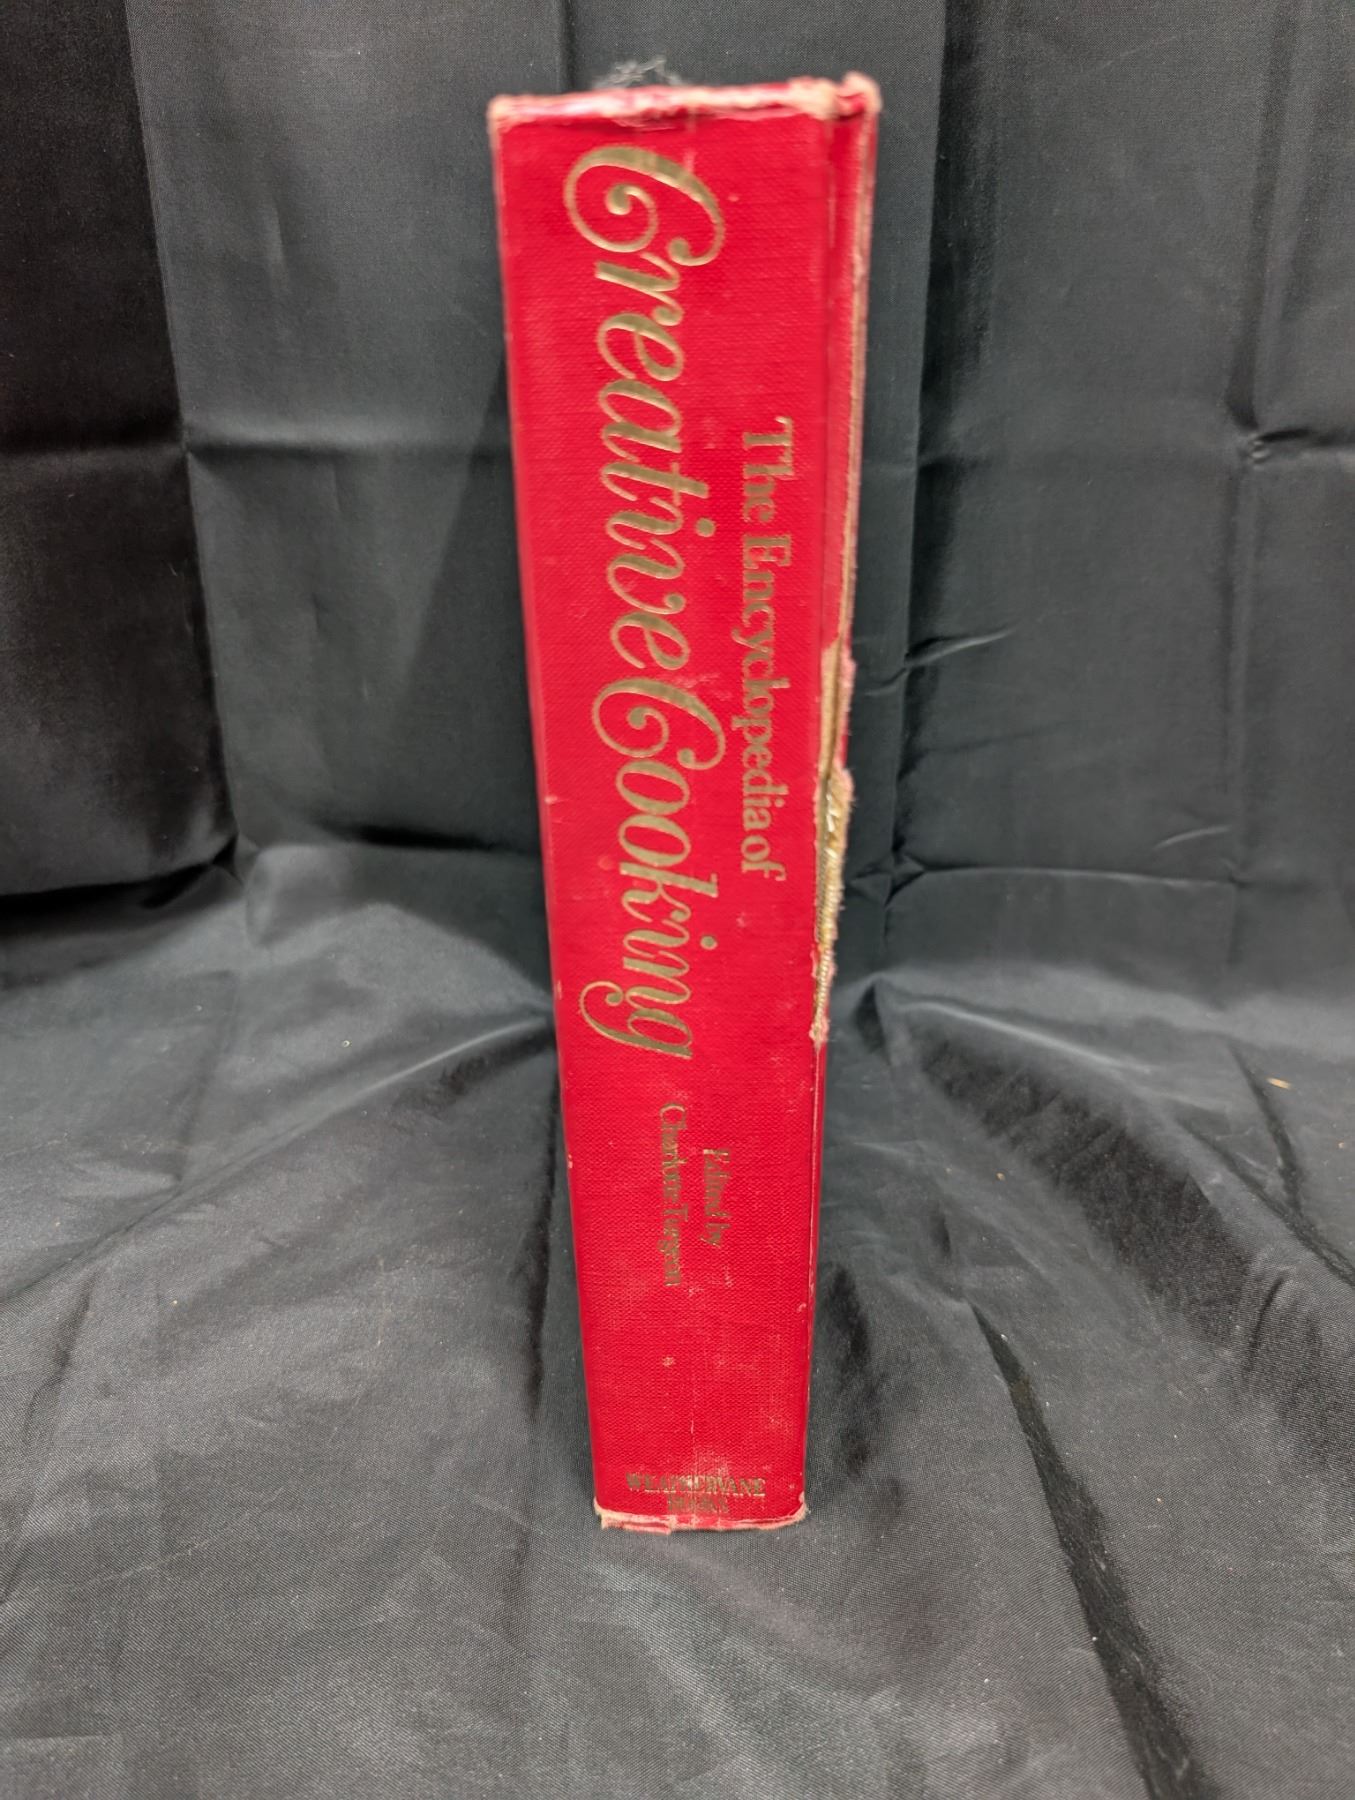 The Encyclopedia of
Creative Cooking
Edited by
Charlotte Turgeon
WEATHERVANE
BOOKS